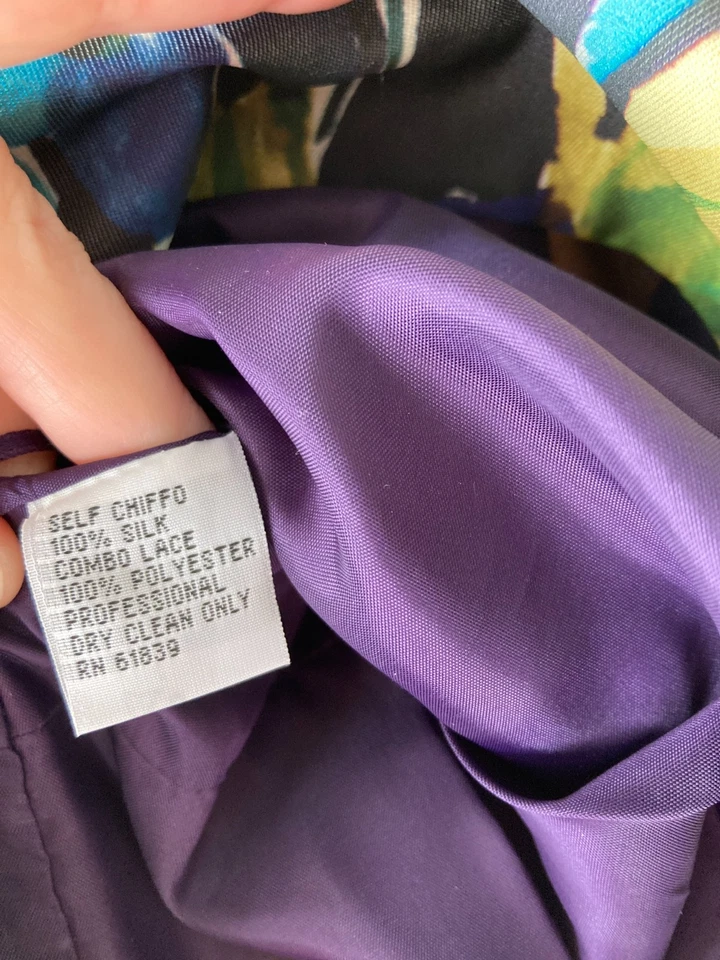 SELF CHIFFO
100% SILK
COMBO LACE
100% POLYESTER
PROFESSIONAL
DRY CLEAN ONLY
RN 61839